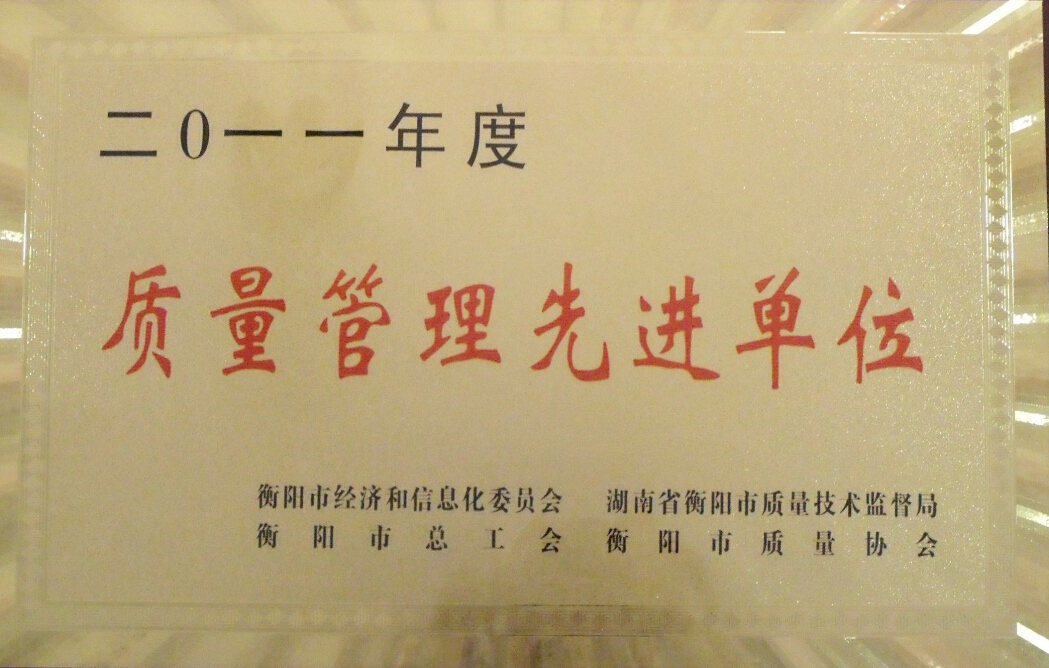 二0一一年度
质量管理先进单位
衡阳市经济和信息化委员会 湖南省衡阳市质量技术监督局
衡阳市总工会 衡阳市质量协会